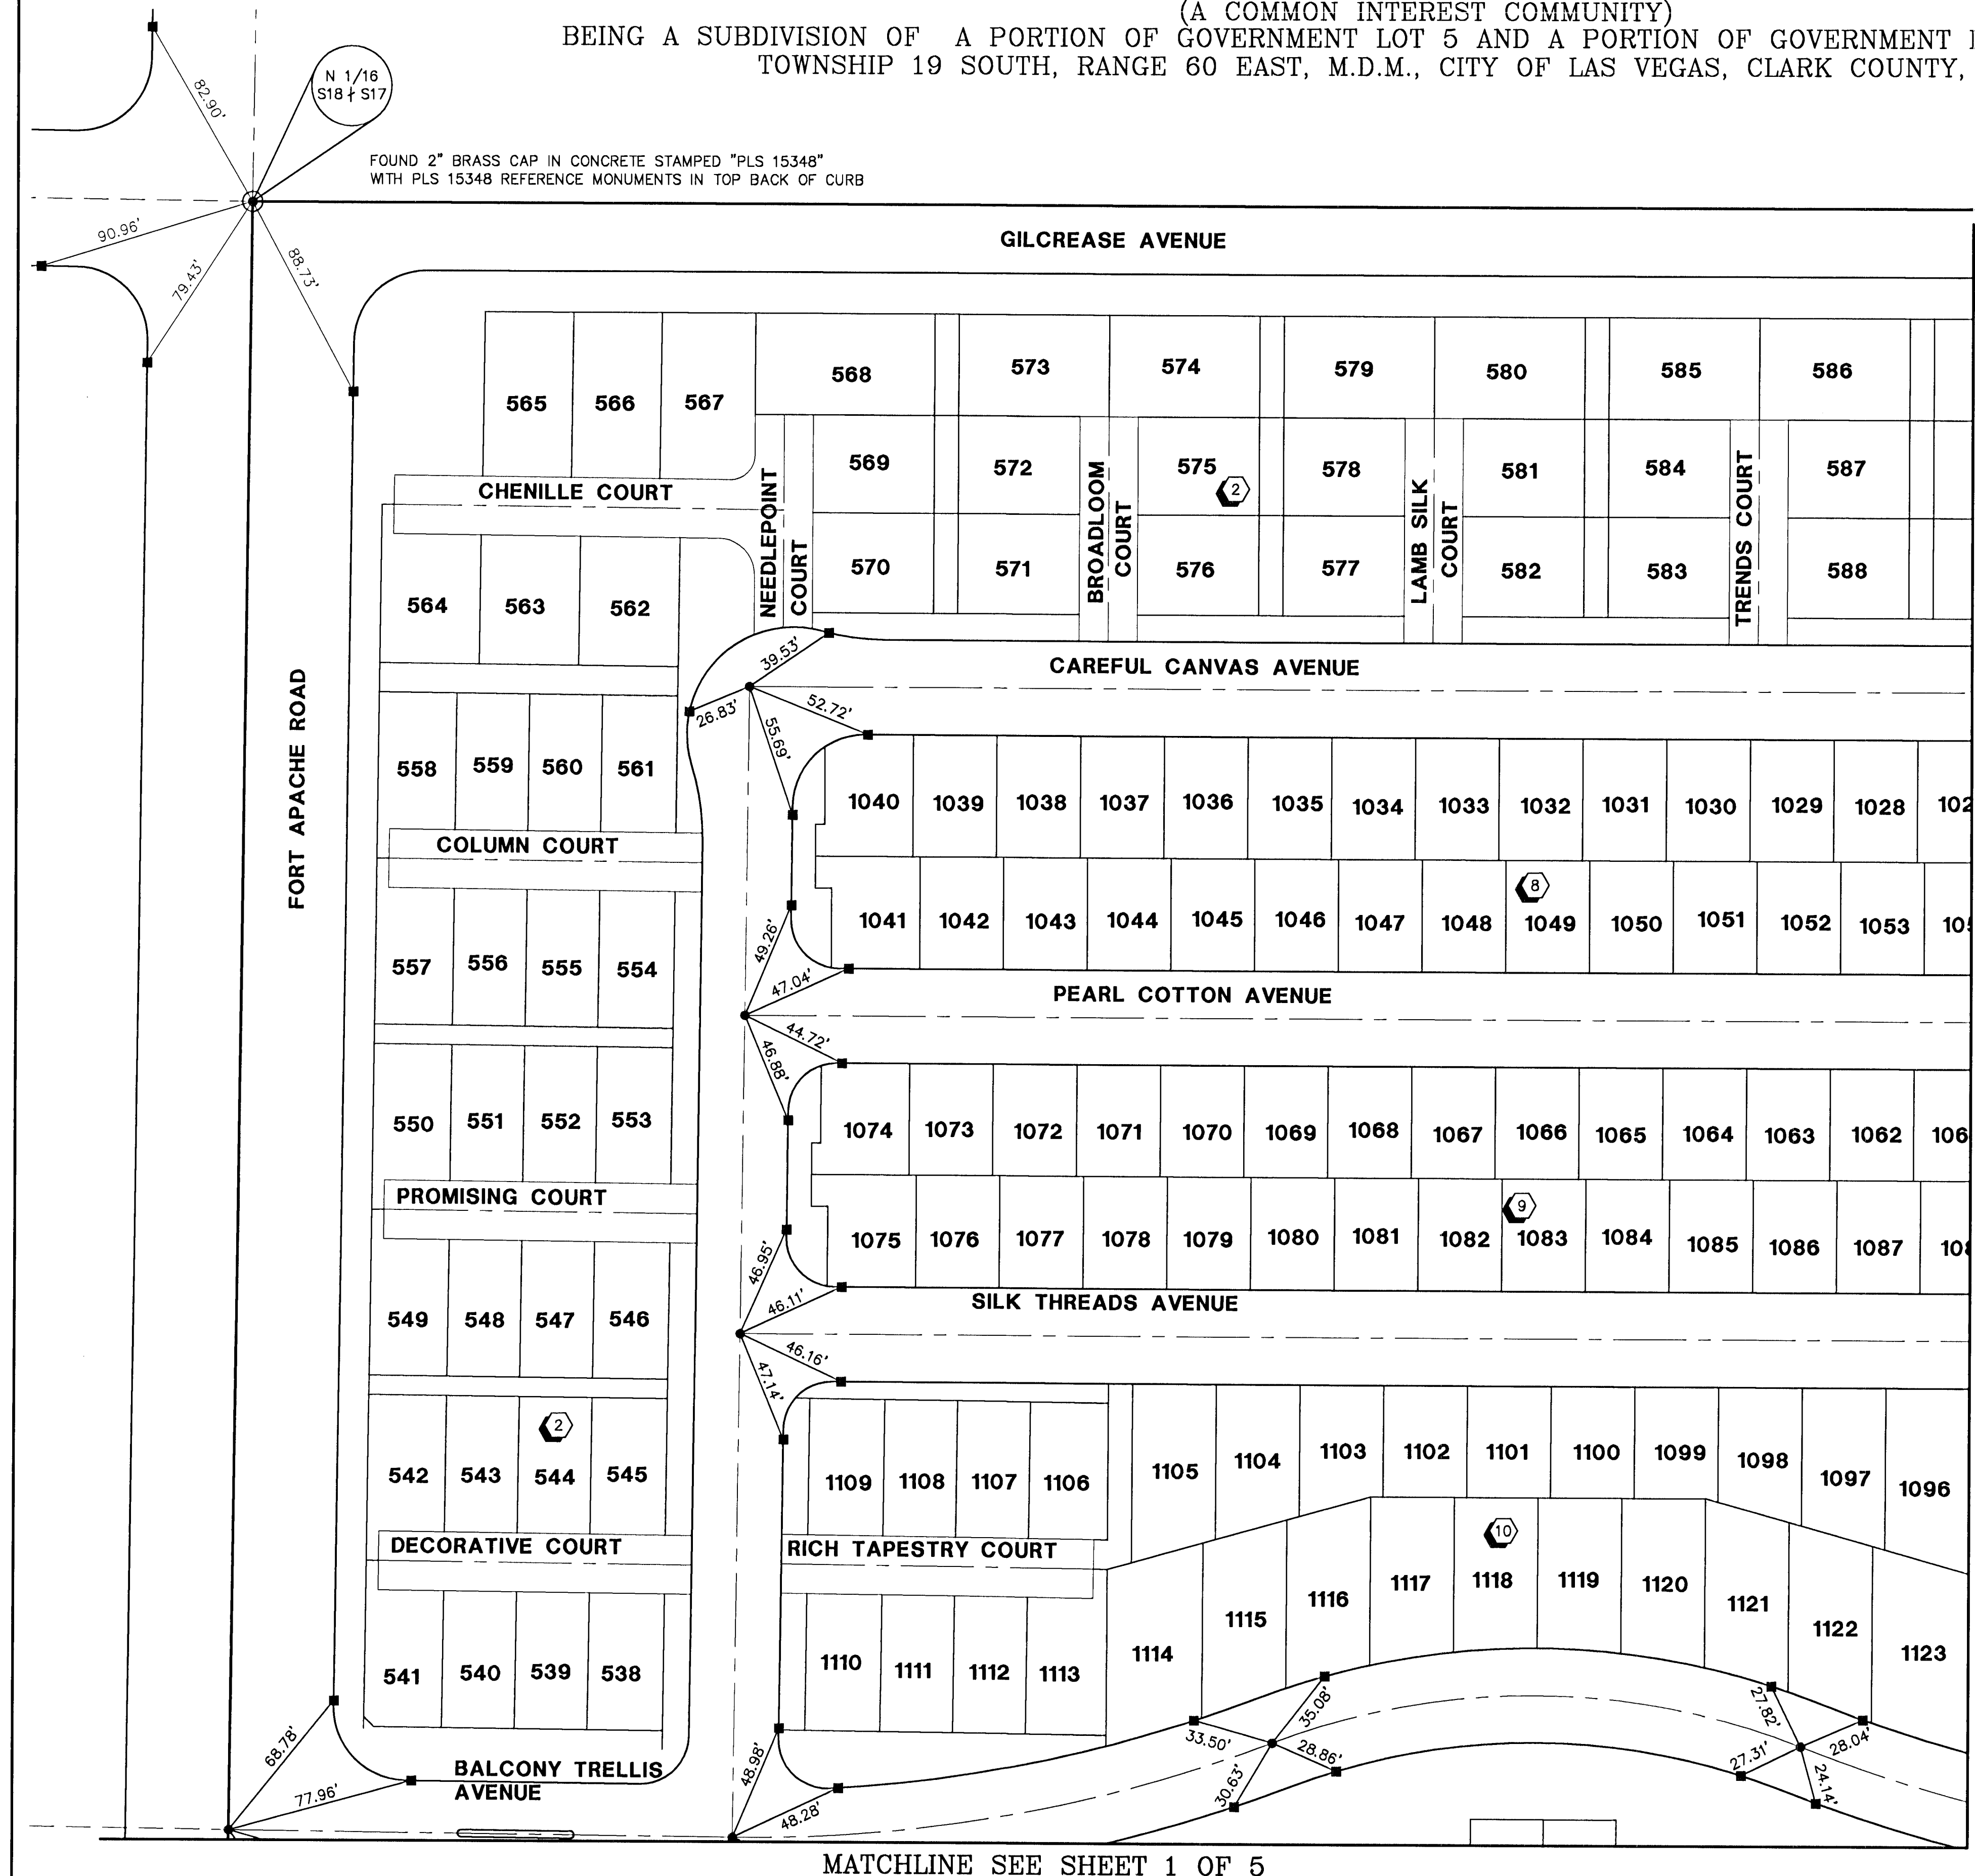 (A COMMON INTEREST COMMUNITY)
BEING A SUBDIVISION OF A PORTION OF GOVERNMENT LOT 5 AND A PORTION OF GOVERNMENT
TOWNSHIP 19 SOUTH, RANGE 60 EAST, M.D.M., CITY OF LAS VEGAS, CLARK COUNTY,
N 1/16
S18 S17
82.90'
FOUND 2" BRASS CAP IN CONCRETE STAMPED "PLS 15348"
WITH PLS 15348 REFERENCE MONUMENTS IN TOP BACK OF CURB
90.96'
79.43'
88.73'
GILCREASE AVENUE
565 566 567 568 573 574 579 580 585 586
569 572 575 578 581 584 587
2
CHENILLE COURT
NEEDLEPOINT
COURT
BROADLOOM
COURT
LAMB SILK
COURT
TRENDS COURT
570 571 576 577 582 583 588
564 563 562
39.53'
CAREFUL CANVAS AVENUE
26.83'
52.72'
55.69'
FORT APACHE ROAD
558 559 560 561
1040 1039 1038 1037 1036 1035 1034 1033 1032 1031 1030 1029 1028
COLUMN COURT
8
1041 1042 1043 1044 1045 1046 1047 1048 1049 1050 1051 1052 1053
557 556 555 554
49.26'
47.04'
PEARL COTTON AVENUE
44.72'
46.88'
550 551 552 553
1074 1073 1072 1071 1070 1069 1068 1067 1066 1065 1064 1063 1062
PROMISING COURT
9
1075 1076 1077 1078 1079 1080 1081 1082 1083 1084 1085 1086 1087
46.95'
46.11'
SILK THREADS AVENUE
549 548 547 546
46.16'
47.14'
2
542 543 544 545
1109 1108 1107 1106 1105 1104 1103 1102 1101 1100 1099 1098 1097 1096
10
DECORATIVE COURT
RICH TAPESTRY COURT
541 540 539 538
1110 1111 1112 1113 1114 1115 1116 1117 1118 1119 1120 1121 1122 1123
68.78'
77.96'
BALCONY TRELLIS
AVENUE
48.98'
48.28'
33.50'
35.08'
28.86'
30.63'
27.82'
28.04'
27.31'
24.14'
MATCHLINE SEE SHEET 1 OF 5